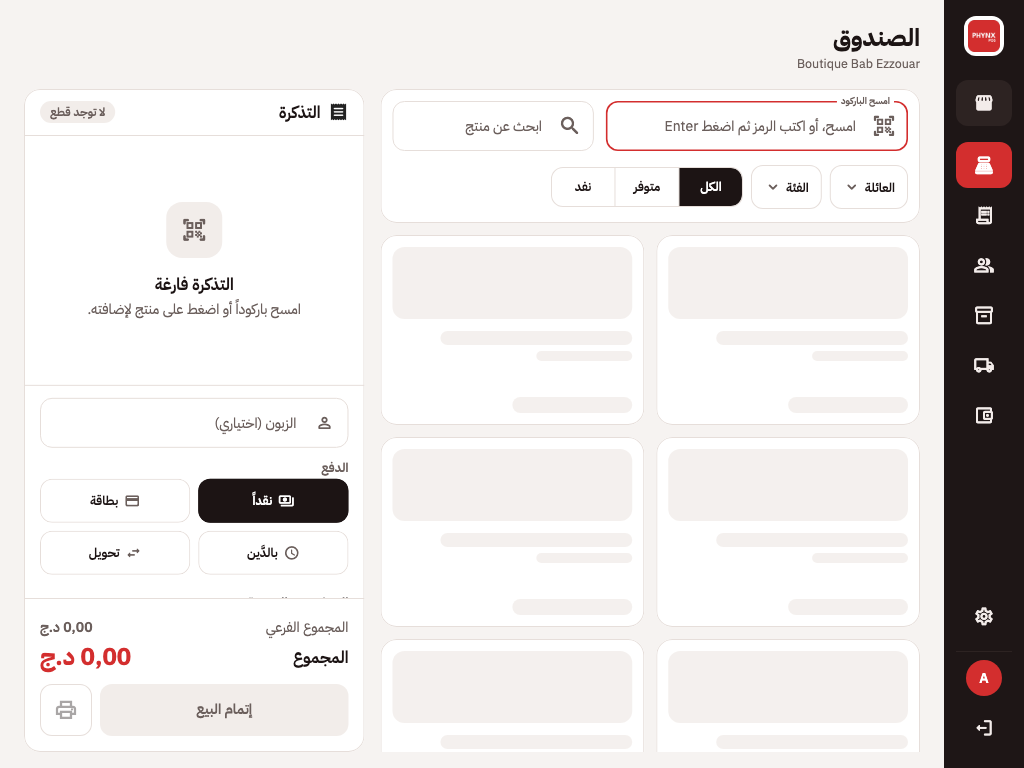 PHYNX
الصندوق
Boutique Bab Ezzouar
امسح الباركود
امسح، أو اكتب الرمز ثم اضغط Enter
ابحث عن منتج
العائلة
الفئة
الكل
متوفر
نفد
التذكرة
لا توجد قطع
التذكرة فارغة
امسح باركوداً أو اضغط على منتج لإضافته.
الزبون (اختياري)
الدفع
نقداً
بطاقة
بالدَّين
تحويل
المجموع الفرعي
0,00 د.ج
المجموع
0,00 د.ج
إتمام البيع
A